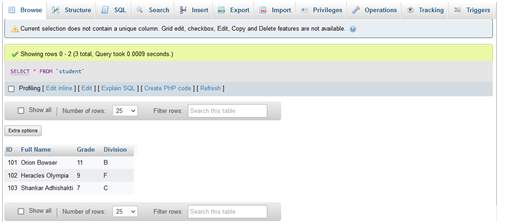 Browse Structure SQL Search Insert Export Import Privileges Operations Tracking Triggers
Current selection does not contain a unique column. Grid edit, checkbox, Edit, Copy and Delete features are not available.
Showing rows 0 - 2 (3 total, Query took 0.0009 seconds.)
SELECT * FROM `student`
Profiling [ Edit inline ] [ Edit ] [ Explain SQL ] [ Create PHP code ] [ Refresh ]
Show all Number of rows: 25 Filter rows: Search this table
Extra options
ID Full Name Grade Division
101 Orion Bowser 11 B
102 Heracles Olympia 9 F
103 Shankar Adhishakti 7 C
Show all Number of rows: 25 Filter rows: Search this table